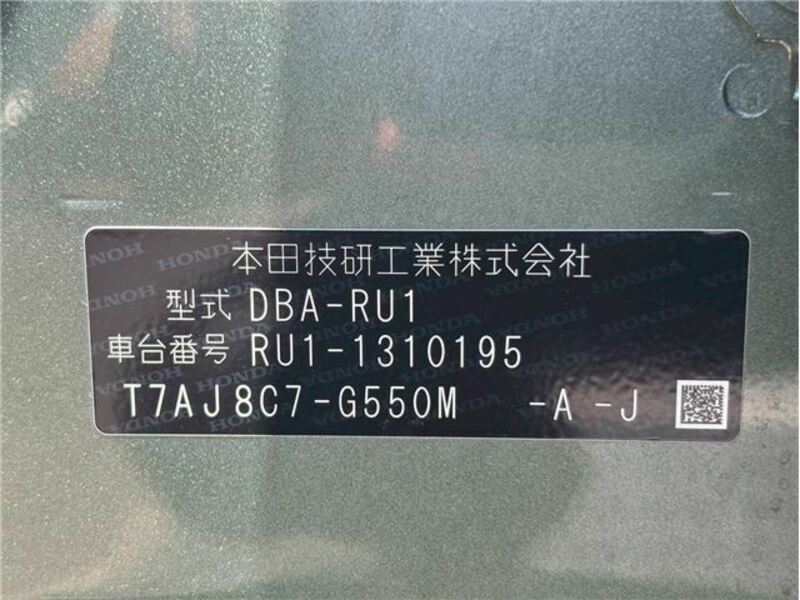 本田技研工業株式会社
型式 DBA-RU1
車台番号 RU1-1310195
T7AJ8C7-G550M -A -J